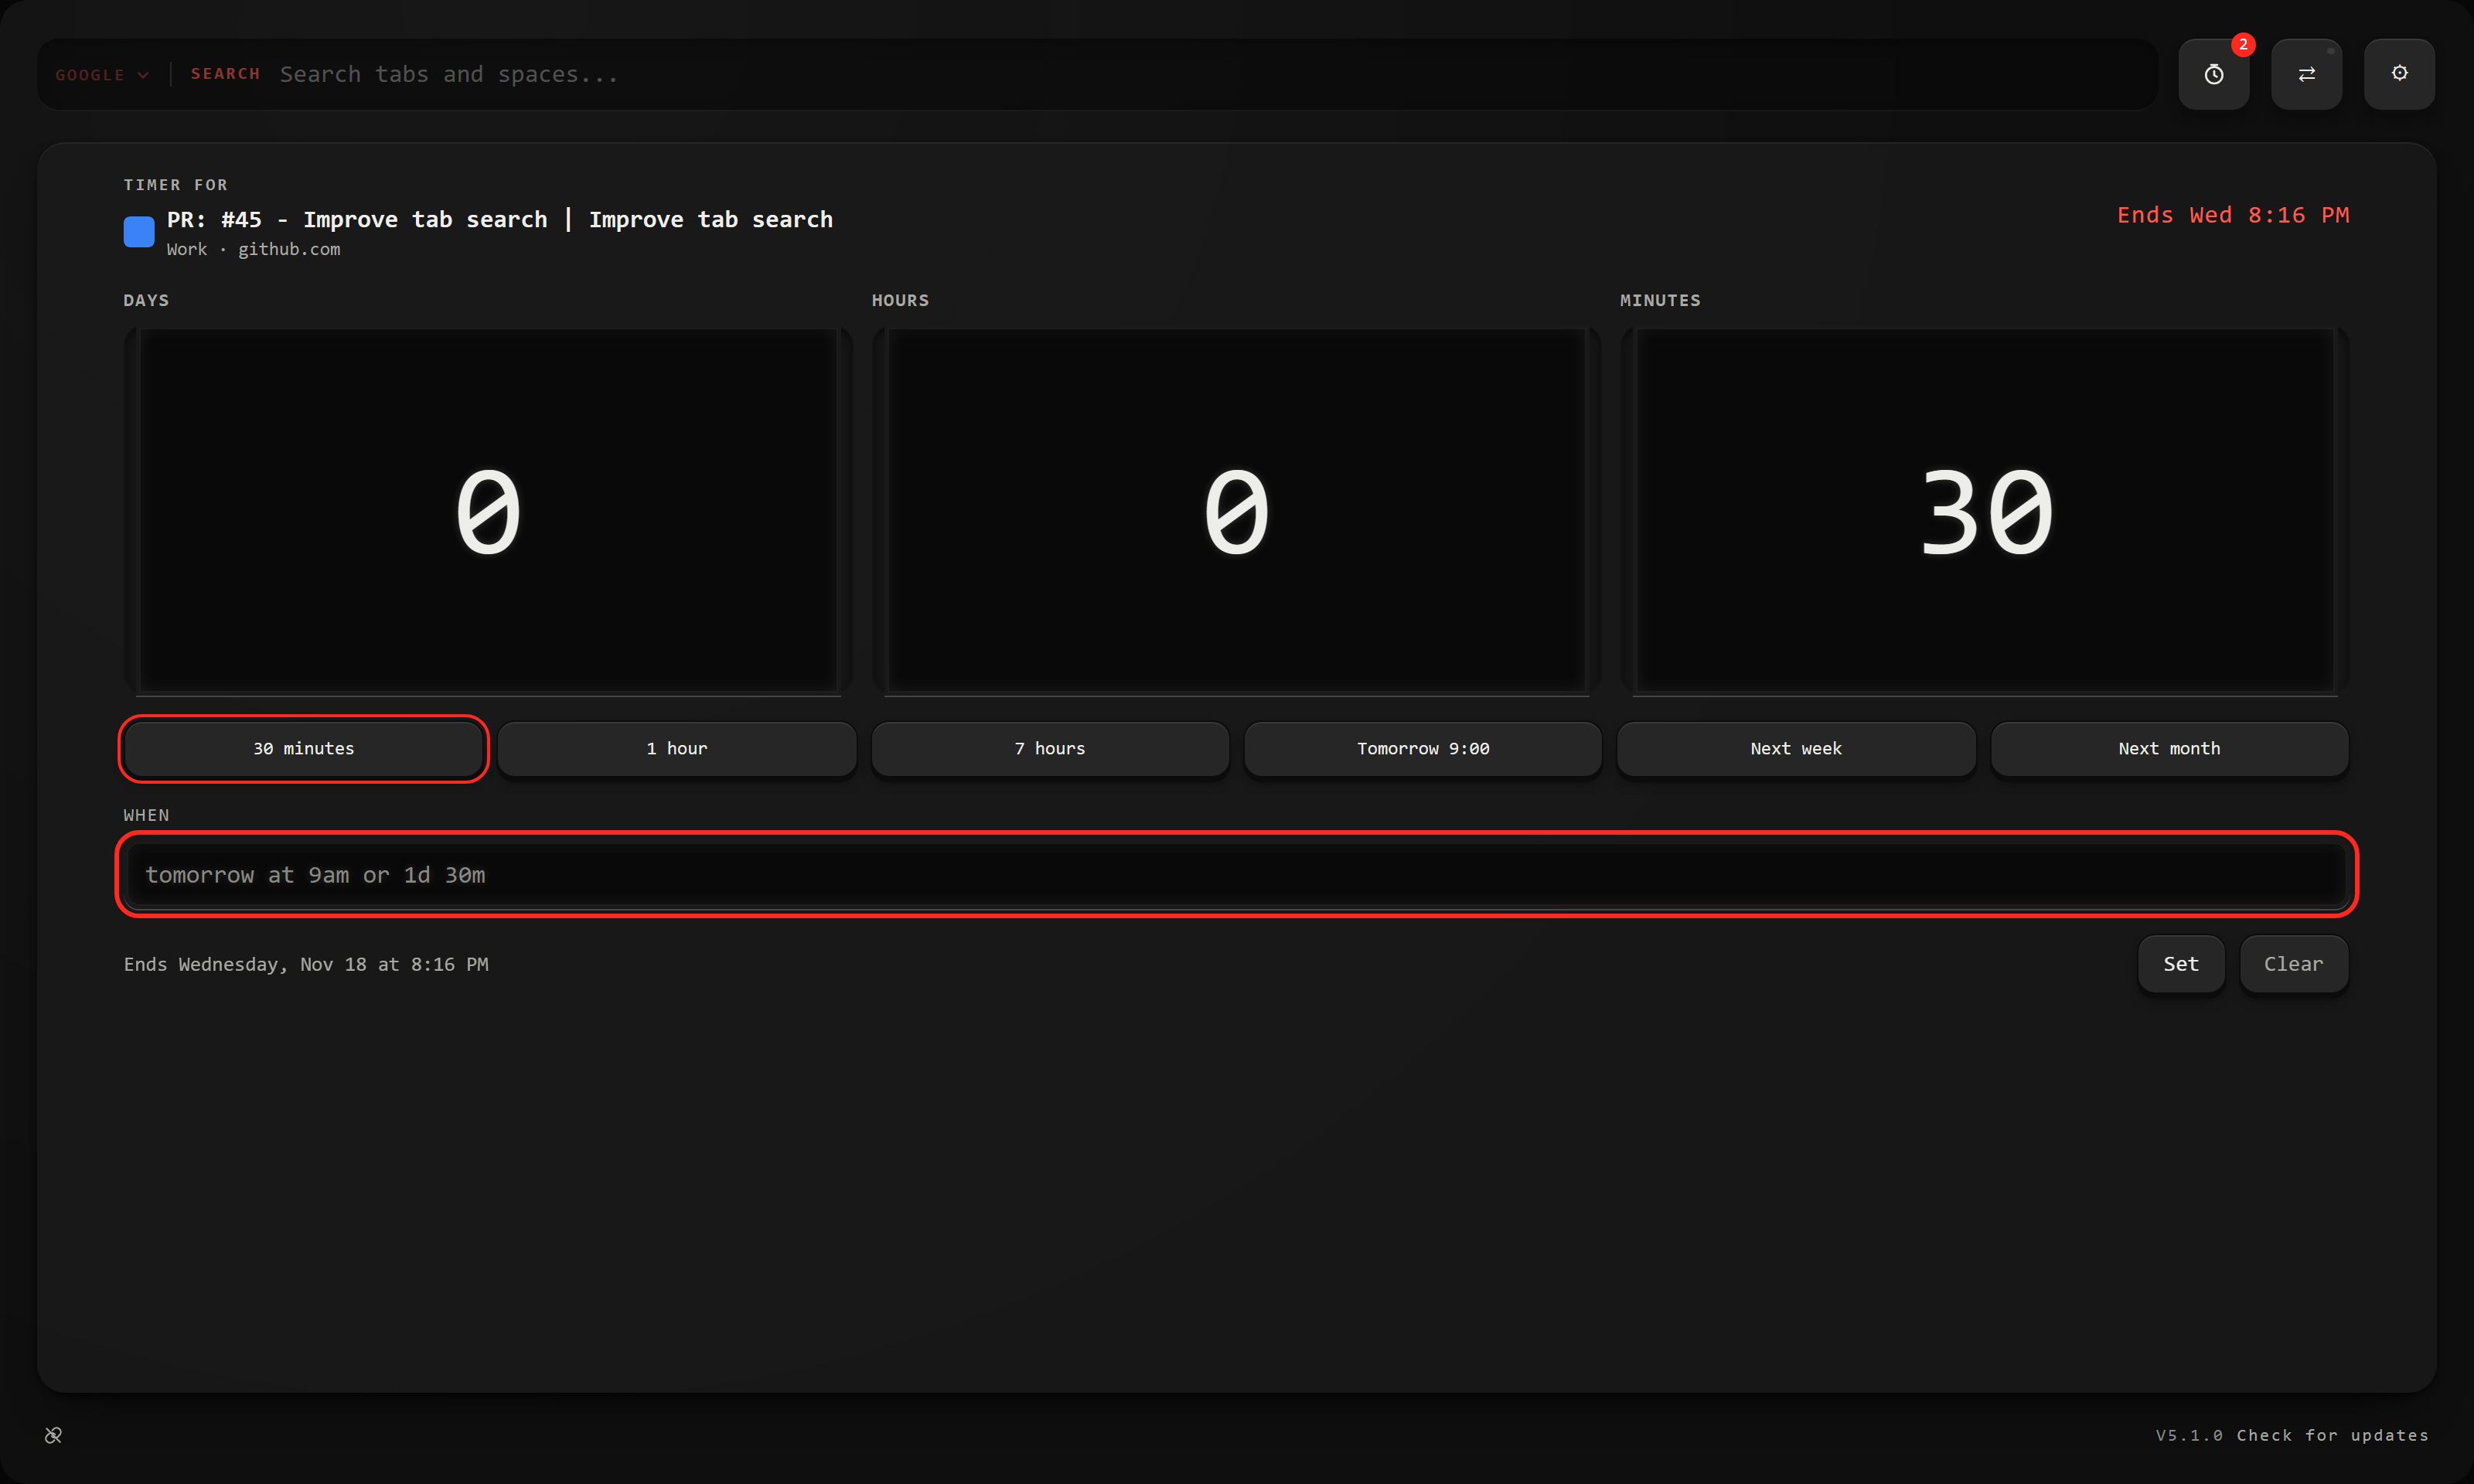 GOOGLE SEARCH Search tabs and spaces... 2
TIMER FOR
PR: #45 - Improve tab search | Improve tab search
Work · github.com
Ends Wed 8:16 PM
DAYS HOURS MINUTES
0 0 30
30 minutes 1 hour 7 hours Tomorrow 9:00 Next week Next month
WHEN
tomorrow at 9am or 1d 30m
Ends Wednesday, Nov 18 at 8:16 PM Set Clear
V5.1.0 Check for updates